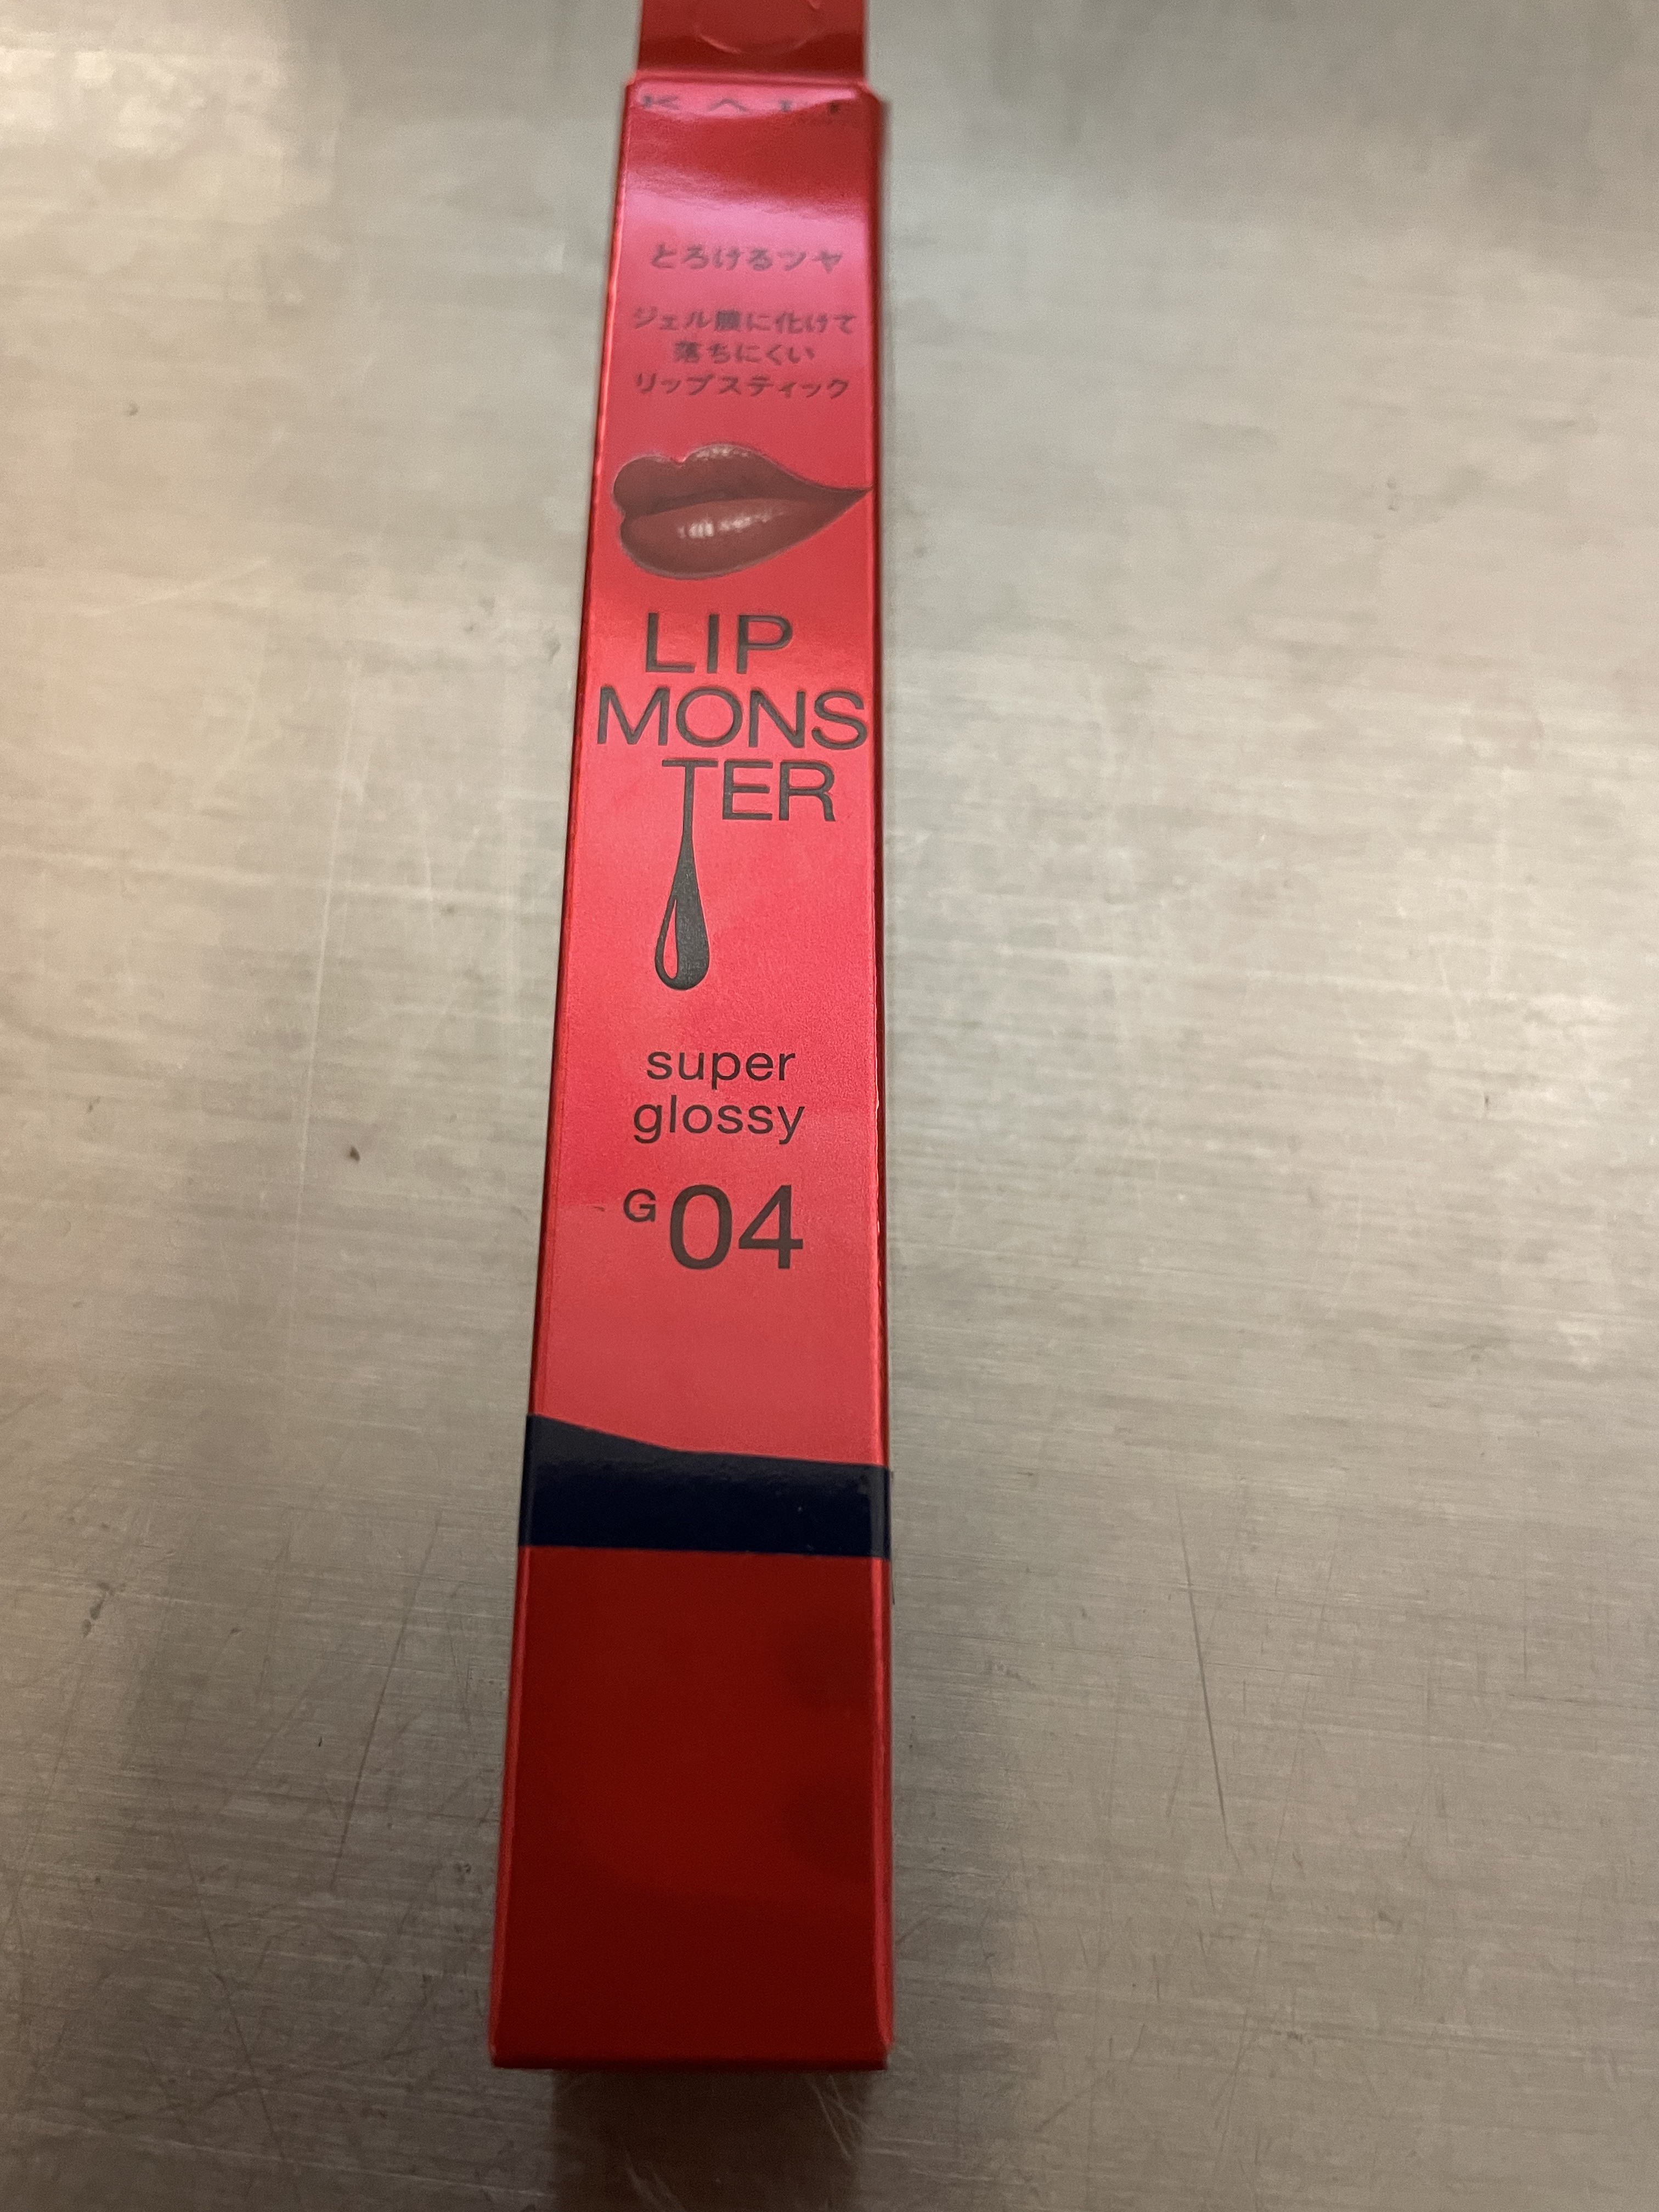 とろけるツヤ
ジェル膜に化けて
落ちにくい
リップスティック
LIP
MONS
TER
super
glossy
G04